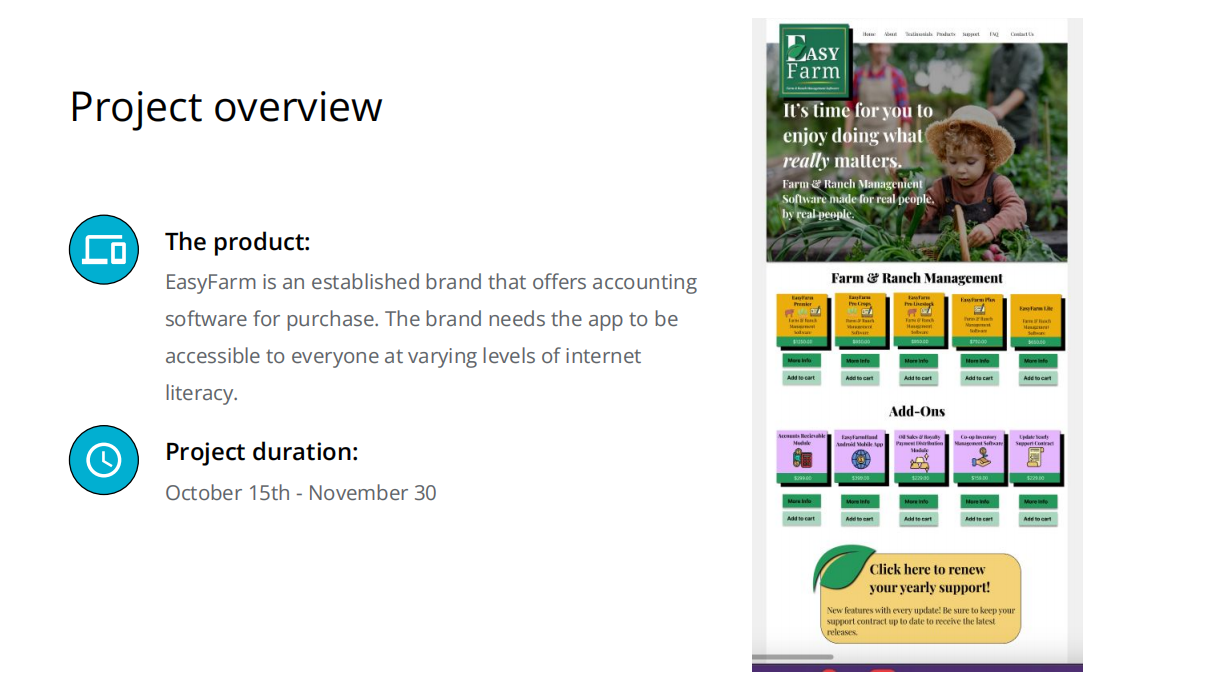 Project overview
The product:
EasyFarm is an established brand that offers accounting
software for purchase. The brand needs the app to be
accessible to everyone at varying levels of internet
literacy.
Project duration:
October 15th - November 30
EASY
Farm
Farm & Ranch Management Software
Home About Testimonials Products Support FAQ Contact Us
It's time for you to
enjoy doing what
really matters.
Farm & Ranch Management
Software made for real people,
by real people.
Farm & Ranch Management
EasyFarm
Premier
Farm & Ranch
Management
Software
EasyFarm
Pro Crops
Farm & Ranch
Management
Software
$950.00
EasyFarm
Pro Livestock
Farm & Ranch
Management
Software
$950.00
EasyFarm Plus
Farm & Ranch
Management
Software
$750.00
EasyFarm Lite
Farm & Ranch
Management
Software
More Info More Info More Info More Info More Info
Add to cart Add to cart Add to cart Add to cart Add to cart
Add-Ons
Accounts Recievable
Module
EasyFarmHand
Android Mobile App
Oil Sales & Royalty
Payment Distribution
Module
$229.00
Co-op Inventory
Management Software
Update Yearly
Support Contract
$229.00
More Info More Info More Info More Info More Info
Add to cart Add to cart Add to cart Add to cart Add to cart
Click here to renew
your yearly support!
New features with every update! Be sure to keep your
support contract up to date to receive the latest
releases.